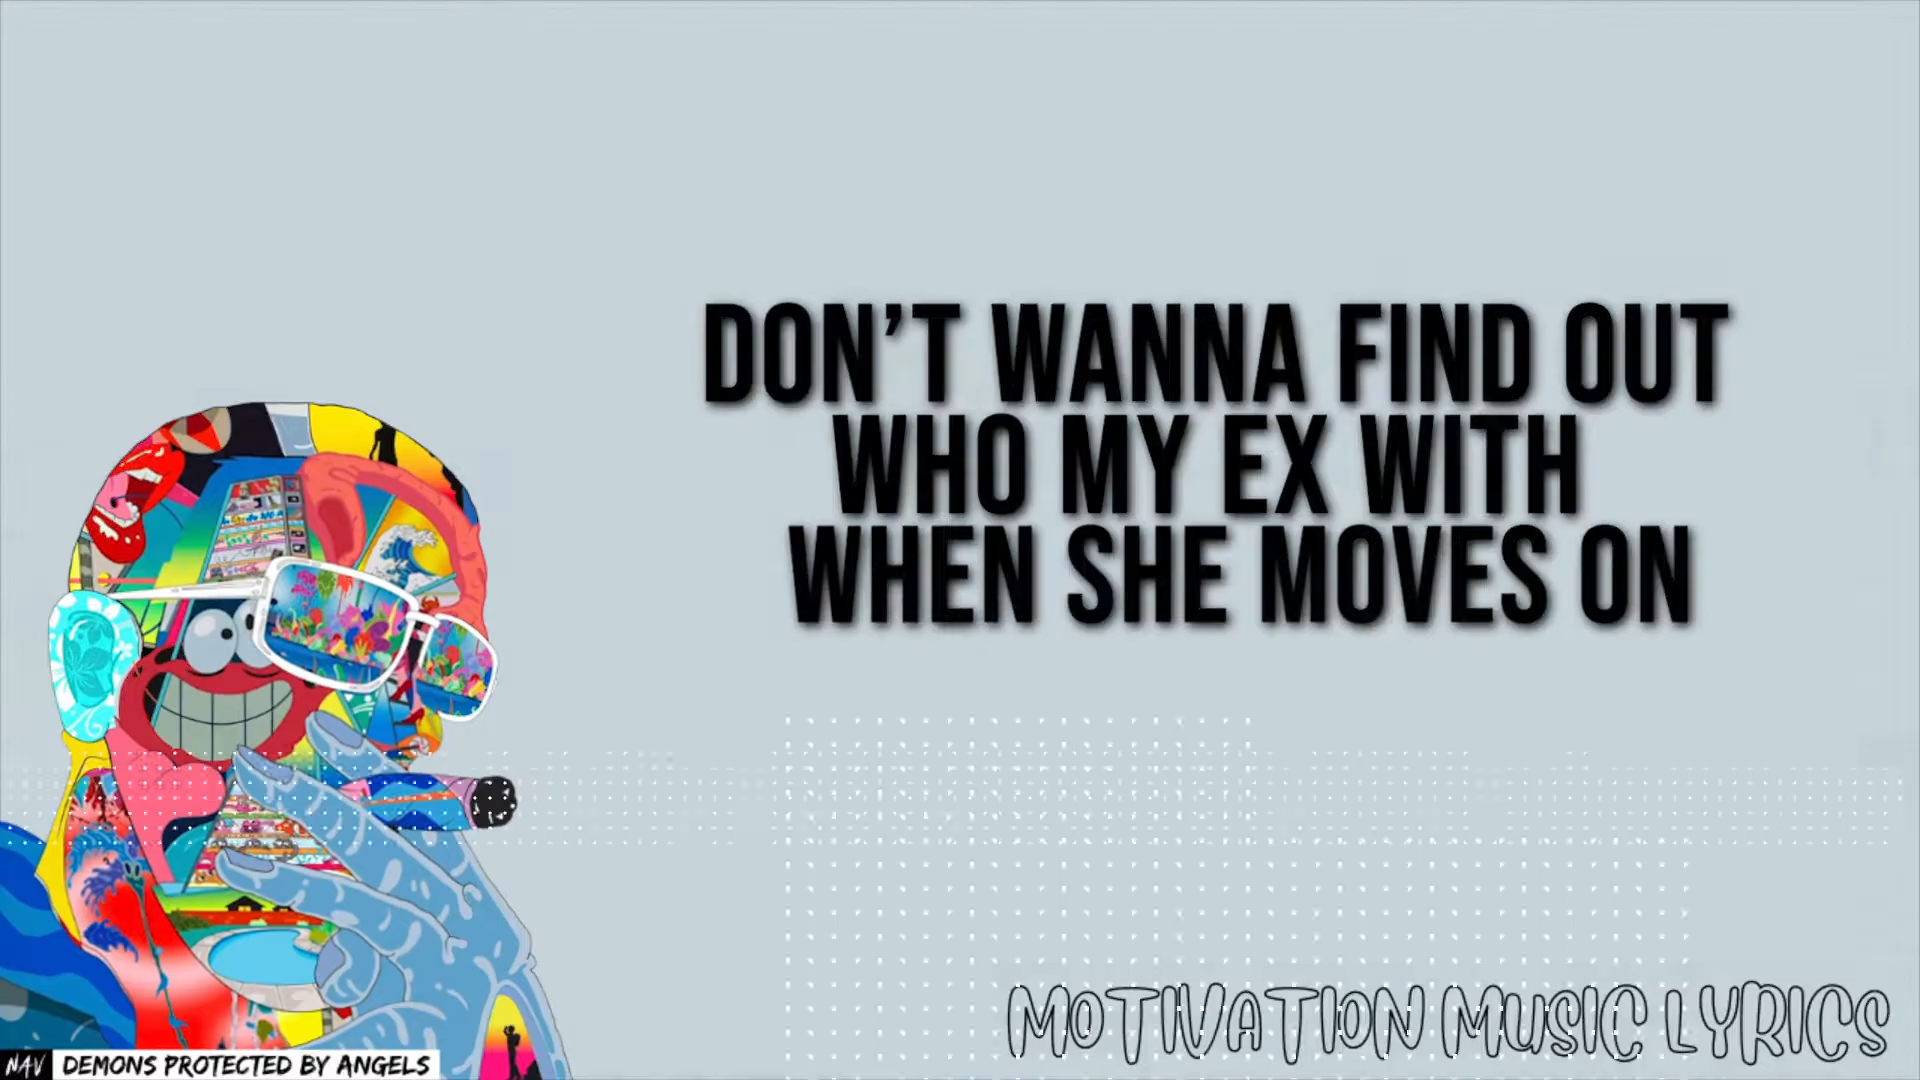 DON'T WANNA FIND OUT
WHO MY EX WITH
WHEN SHE MOVES ON
MOTIVATION MUSIC LYRICS
NAV DEMONS PROTECTED BY ANGELS